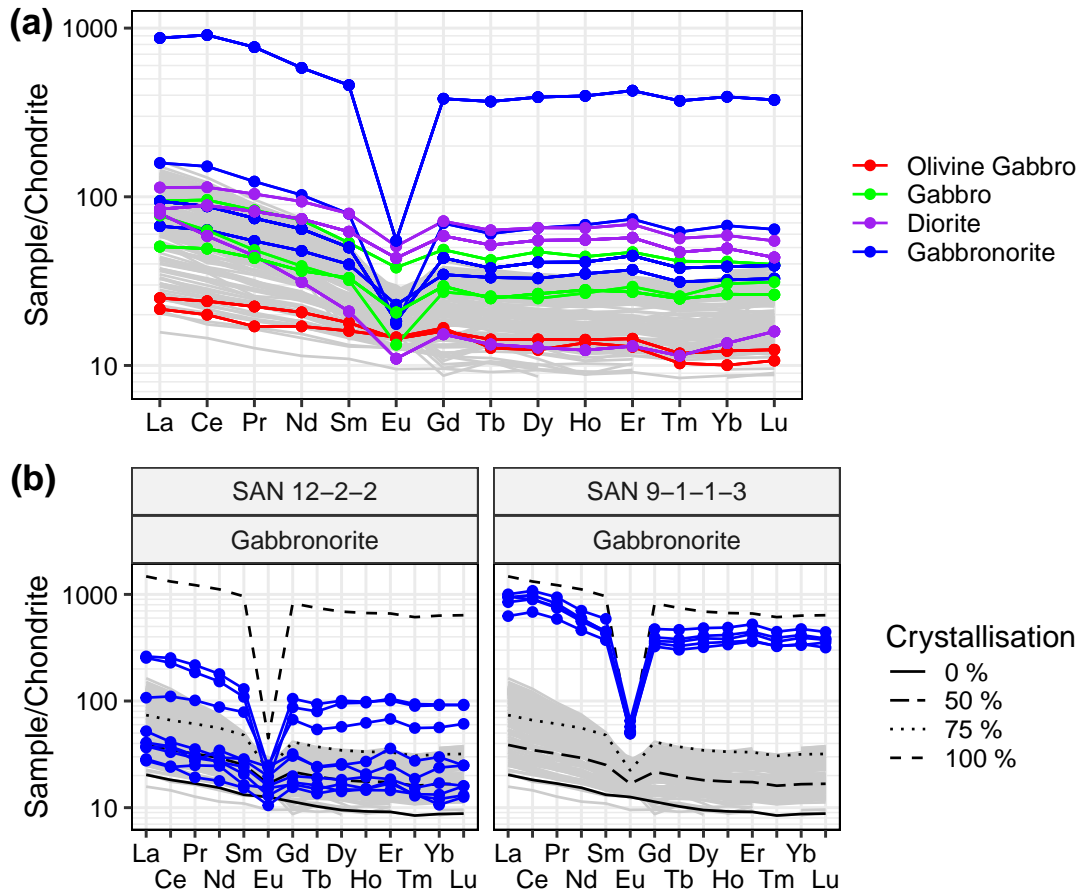 (a)
Sample/Chondrite
1000
100
10
La Ce Pr Nd Sm Eu Gd Tb Dy Ho Er Tm Yb Lu
Olivine Gabbro
Gabbro
Diorite
Gabbronorite
(b)
SAN 12−2−2
Gabbronorite
SAN 9−1−1−3
Gabbronorite
Sample/Chondrite
1000
100
10
La Pr Sm Gd Dy Er Yb
Ce Nd Eu Tb Ho Tm Lu
La Pr Sm Gd Dy Er Yb
Ce Nd Eu Tb Ho Tm Lu
Crystallisation
0 %
50 %
75 %
100 %